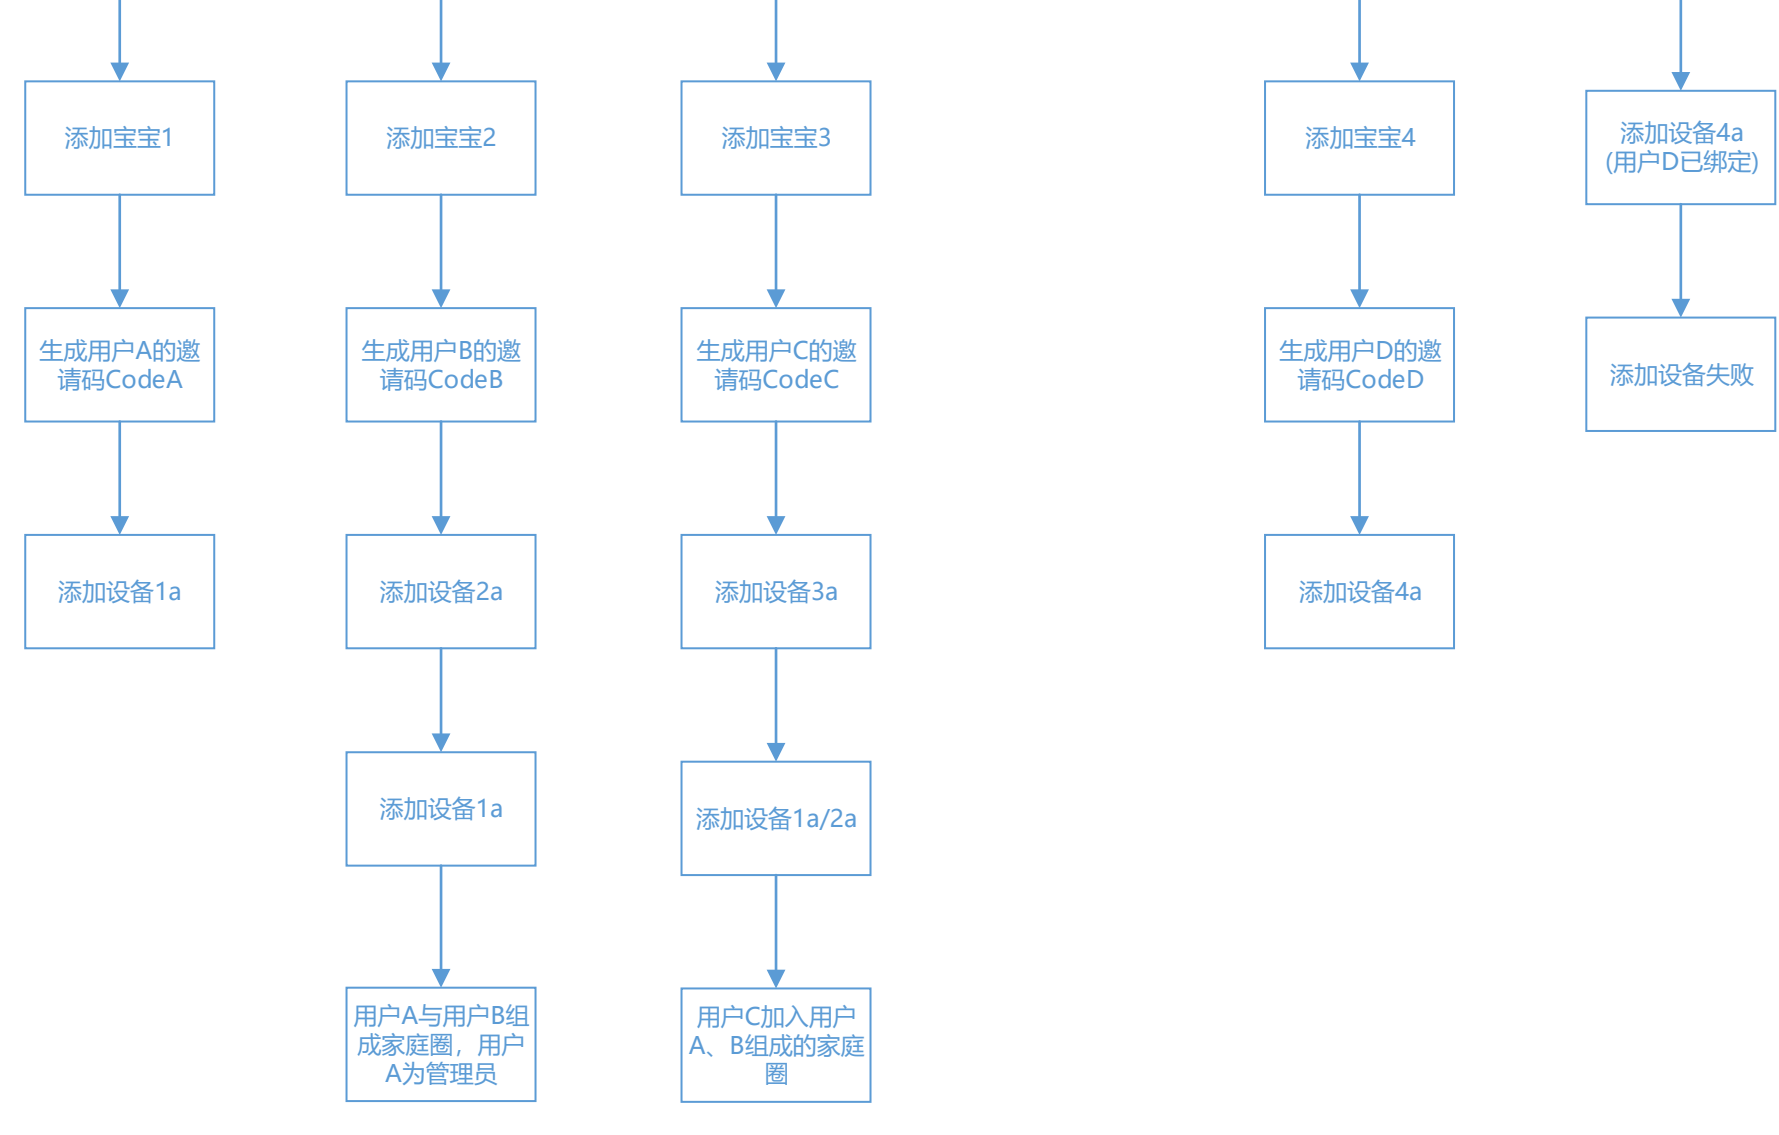 添加宝宝1
添加宝宝2
添加宝宝3
添加宝宝4
添加设备4a
(用户D已绑定)
生成用户A的邀
请码CodeA
生成用户B的邀
请码CodeB
生成用户C的邀
请码CodeC
生成用户D的邀
请码CodeD
添加设备失败
添加设备1a
添加设备2a
添加设备3a
添加设备4a
添加设备1a
添加设备1a/2a
用户A与用户B组
成家庭圈，用户
A为管理员
用户C加入用户
A、B组成的家庭
圈